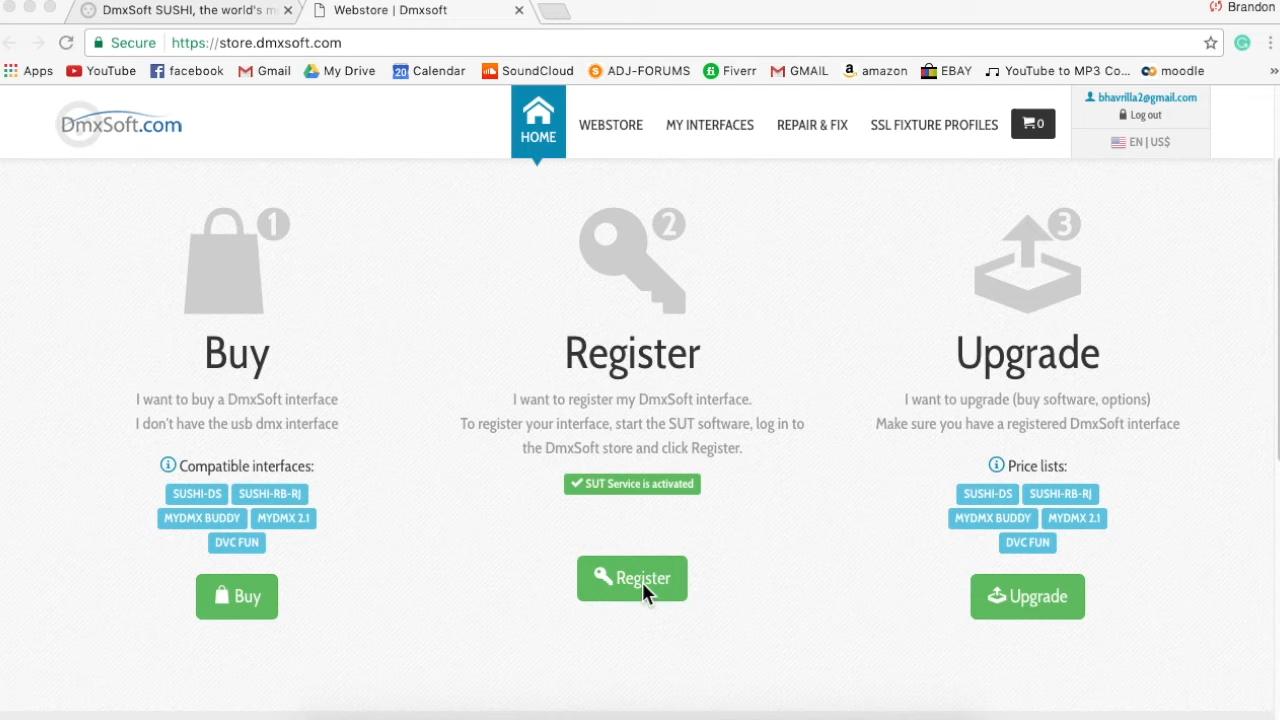 DmxSoft SUSHI, the world's m
Webstore | Dmxsoft
Brandon
Secure https://store.dmxsoft.com
Apps YouTube facebook Gmail My Drive 20 Calendar SoundCloud ADJ-FORUMS Fiverr GMAIL amazon EBAY YouTube to MP3 Co... moodle »
DmxSoft.com
HOME
WEBSTORE
MY INTERFACES
REPAIR & FIX
SSL FIXTURE PROFILES
0
bhavrilla2@gmail.com
Log out
EN | US$
1
Buy
I want to buy a DmxSoft interface
I don't have the usb dmx interface
Compatible interfaces:
SUSHI-DS SUSHI-RB-RJ
MYDMX BUDDY MYDMX 2.1
DVC FUN
Buy
2
Register
I want to register my DmxSoft interface.
To register your interface, start the SUT software, log in to
the DmxSoft store and click Register.
SUT Service is activated
Register
3
Upgrade
I want to upgrade (buy software, options)
Make sure you have a registered DmxSoft interface
Price lists:
SUSHI-DS SUSHI-RB-RJ
MYDMX BUDDY MYDMX 2.1
DVC FUN
Upgrade